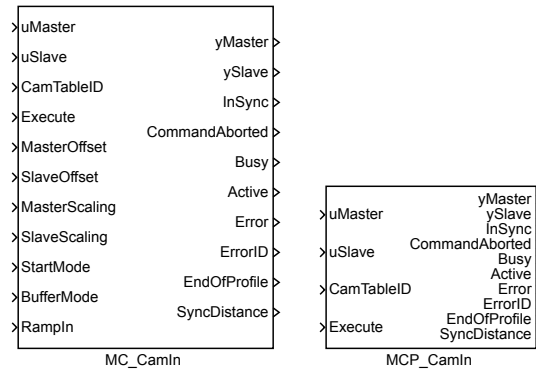 uMaster
uSlave
CamTableID
Execute
MasterOffset
SlaveOffset
MasterScaling
SlaveScaling
StartMode
BufferMode
RampIn
yMaster
ySlave
InSync
CommandAborted
Busy
Active
Error
ErrorID
EndOfProfile
SyncDistance
MC_CamIn
uMaster
uSlave
CamTableID
Execute
yMaster
ySlave
InSync
CommandAborted
Busy
Active
Error
ErrorID
EndOfProfile
SyncDistance
MCP_CamIn